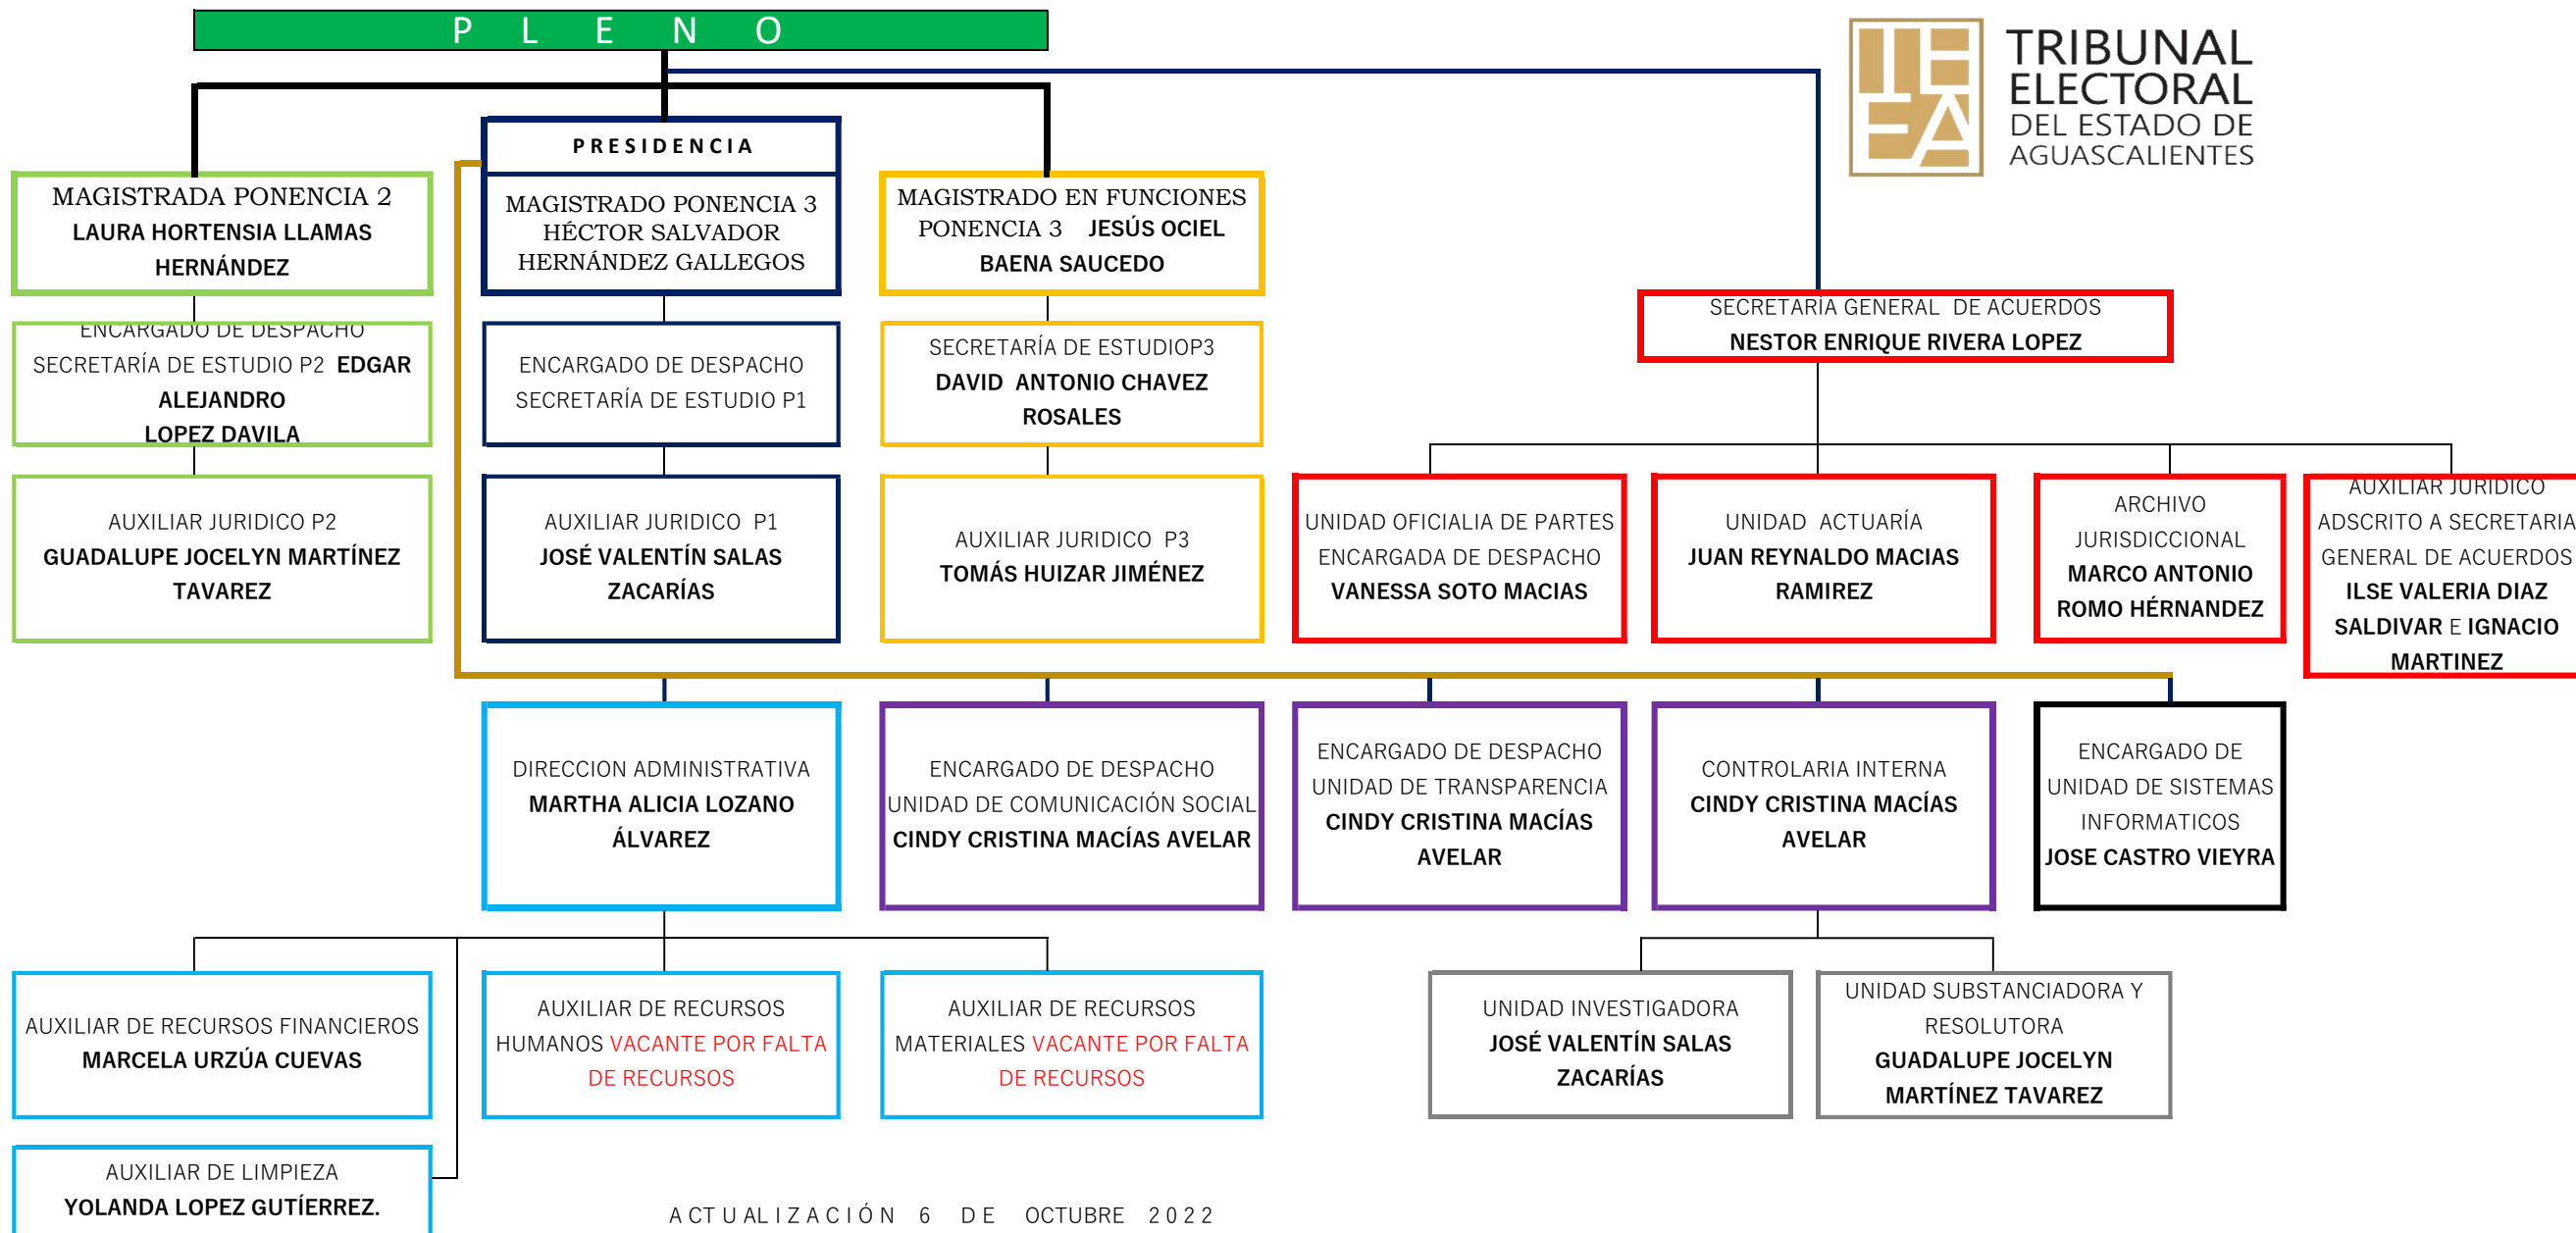 P L E N O
TRIBUNAL
ELECTORAL
DEL ESTADO DE
AGUASCALIENTES
PRESIDENCIA
MAGISTRADA PONENCIA 2
LAURA HORTENSIA LLAMAS
HERNÁNDEZ
MAGISTRADO PONENCIA 3
HÉCTOR SALVADOR
HERNÁNDEZ GALLEGOS
MAGISTRADO EN FUNCIONES
PONENCIA 3 JESÚS OCIEL
BAENA SAUCEDO
SECRETARÍA GENERAL DE ACUERDOS
NESTOR ENRIQUE RIVERA LOPEZ
ENCARGADO DE DESPACHO
SECRETARÍA DE ESTUDIO P2 EDGAR
ALEJANDRO
LOPEZ DAVILA
ENCARGADO DE DESPACHO
SECRETARÍA DE ESTUDIO P1
SECRETARÍA DE ESTUDIOP3
DAVID ANTONIO CHAVEZ
ROSALES
AUXILIAR JURIDICO P2
GUADALUPE JOCELYN MARTÍNEZ
TAVAREZ
AUXILIAR JURIDICO P1
JOSÉ VALENTÍN SALAS
ZACARÍAS
AUXILIAR JURIDICO P3
TOMÁS HUIZAR JIMÉNEZ
UNIDAD OFICIALIA DE PARTES
ENCARGADA DE DESPACHO
VANESSA SOTO MACIAS
UNIDAD ACTUARÍA
JUAN REYNALDO MACIAS
RAMIREZ
ARCHIVO
JURISDICCIONAL
MARCO ANTONIO
ROMO HÉRNANDEZ
AUXILIAR JURIDICO
ADSCRITO A SECRETARIA
GENERAL DE ACUERDOS
ILSE VALERIA DIAZ
SALDIVAR E IGNACIO
MARTINEZ
DIRECCION ADMINISTRATIVA
MARTHA ALICIA LOZANO
ÁLVAREZ
ENCARGADO DE DESPACHO
UNIDAD DE COMUNICACIÓN SOCIAL
CINDY CRISTINA MACÍAS AVELAR
ENCARGADO DE DESPACHO
UNIDAD DE TRANSPARENCIA
CINDY CRISTINA MACÍAS
AVELAR
CONTROLARIA INTERNA
CINDY CRISTINA MACÍAS
AVELAR
ENCARGADO DE
UNIDAD DE SISTEMAS
INFORMATICOS
JOSE CASTRO VIEYRA
AUXILIAR DE RECURSOS FINANCIEROS
MARCELA URZÚA CUEVAS
AUXILIAR DE RECURSOS
HUMANOS VACANTE POR FALTA
DE RECURSOS
AUXILIAR DE RECURSOS
MATERIALES VACANTE POR FALTA
DE RECURSOS
UNIDAD INVESTIGADORA
JOSÉ VALENTÍN SALAS
ZACARÍAS
UNIDAD SUBSTANCIADORA Y
RESOLUTORA
GUADALUPE JOCELYN
MARTÍNEZ TAVAREZ
AUXILIAR DE LIMPIEZA
YOLANDA LOPEZ GUTÍERREZ.
ACTUALIZACIÓN 6 DE OCTUBRE 2022